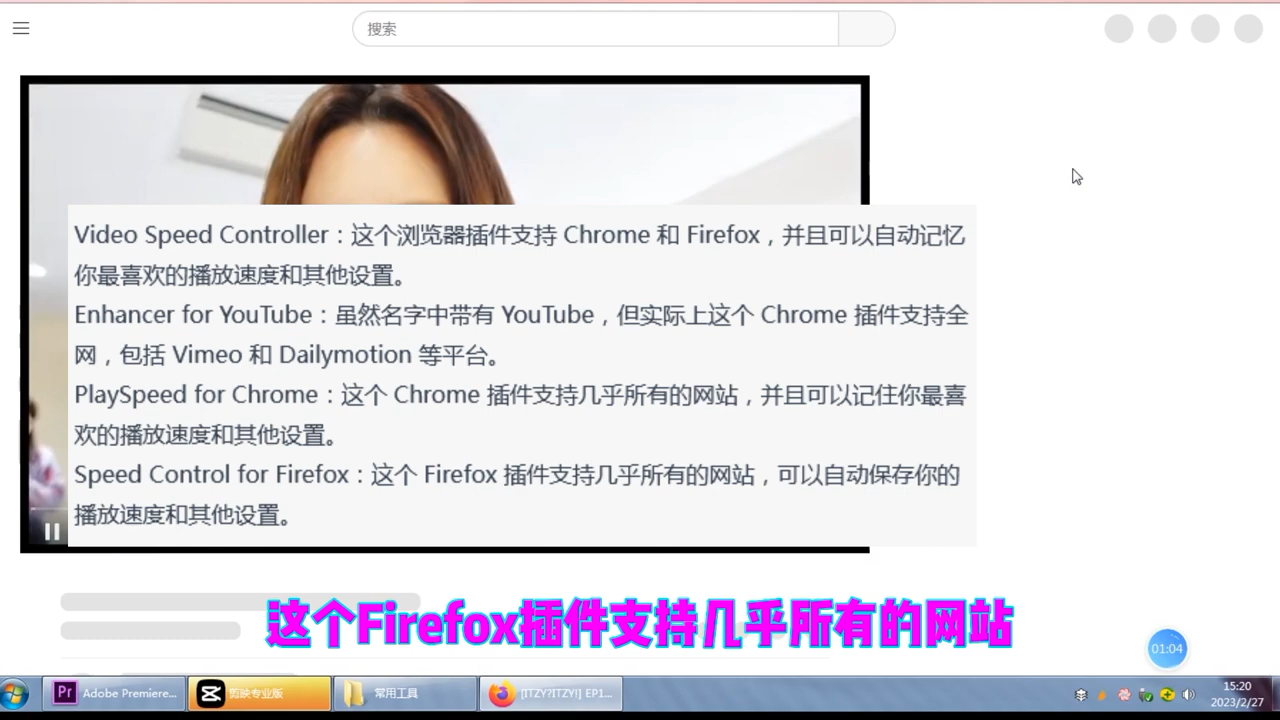 搜索
Video Speed Controller：这个浏览器插件支持 Chrome 和 Firefox，并且可以自动记忆
你最喜欢的播放速度和其他设置。
Enhancer for YouTube：虽然名字中带有 YouTube，但实际上这个 Chrome 插件支持全
网，包括 Vimeo 和 Dailymotion 等平台。
PlaySpeed for Chrome：这个 Chrome 插件支持几乎所有的网站，并且可以记住你最喜
欢的播放速度和其他设置。
Speed Control for Firefox：这个 Firefox 插件支持几乎所有的网站，可以自动保存你的
播放速度和其他设置。
这个Firefox插件支持几乎所有的网站
01:04
Pr Adobe Premiere... 剪映专业版 常用工具 [ITZY?ITZY!] EP1... 15:20
2023/2/27